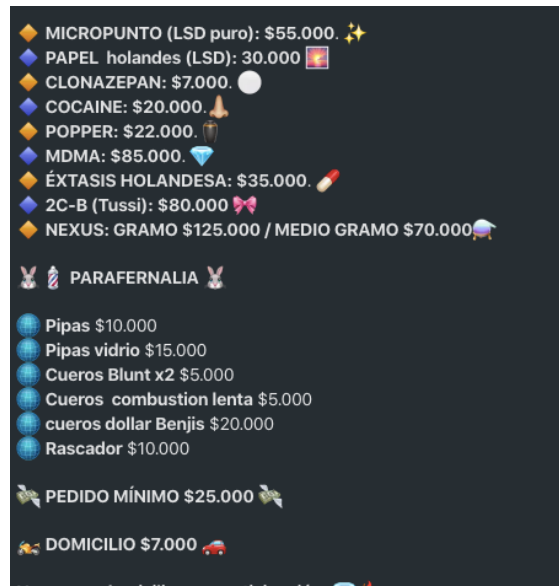 MICROPUNTO (LSD puro): $55.000.
PAPEL holandes (LSD): 30.000
CLONAZEPAN: $7.000.
COCAINE: $20.000.
POPPER: $22.000.
MDMA: $85.000.
ÉXTASIS HOLANDESA: $35.000.
2C-B (Tussi): $80.000
NEXUS: GRAMO $125.000 / MEDIO GRAMO $70.000
PARAFERNALIA
Pipas $10.000
Pipas vidrio $15.000
Cueros Blunt x2 $5.000
Cueros combustion lenta $5.000
cueros dollar Benjis $20.000
Rascador $10.000
PEDIDO MÍNIMO $25.000
DOMICILIO $7.000